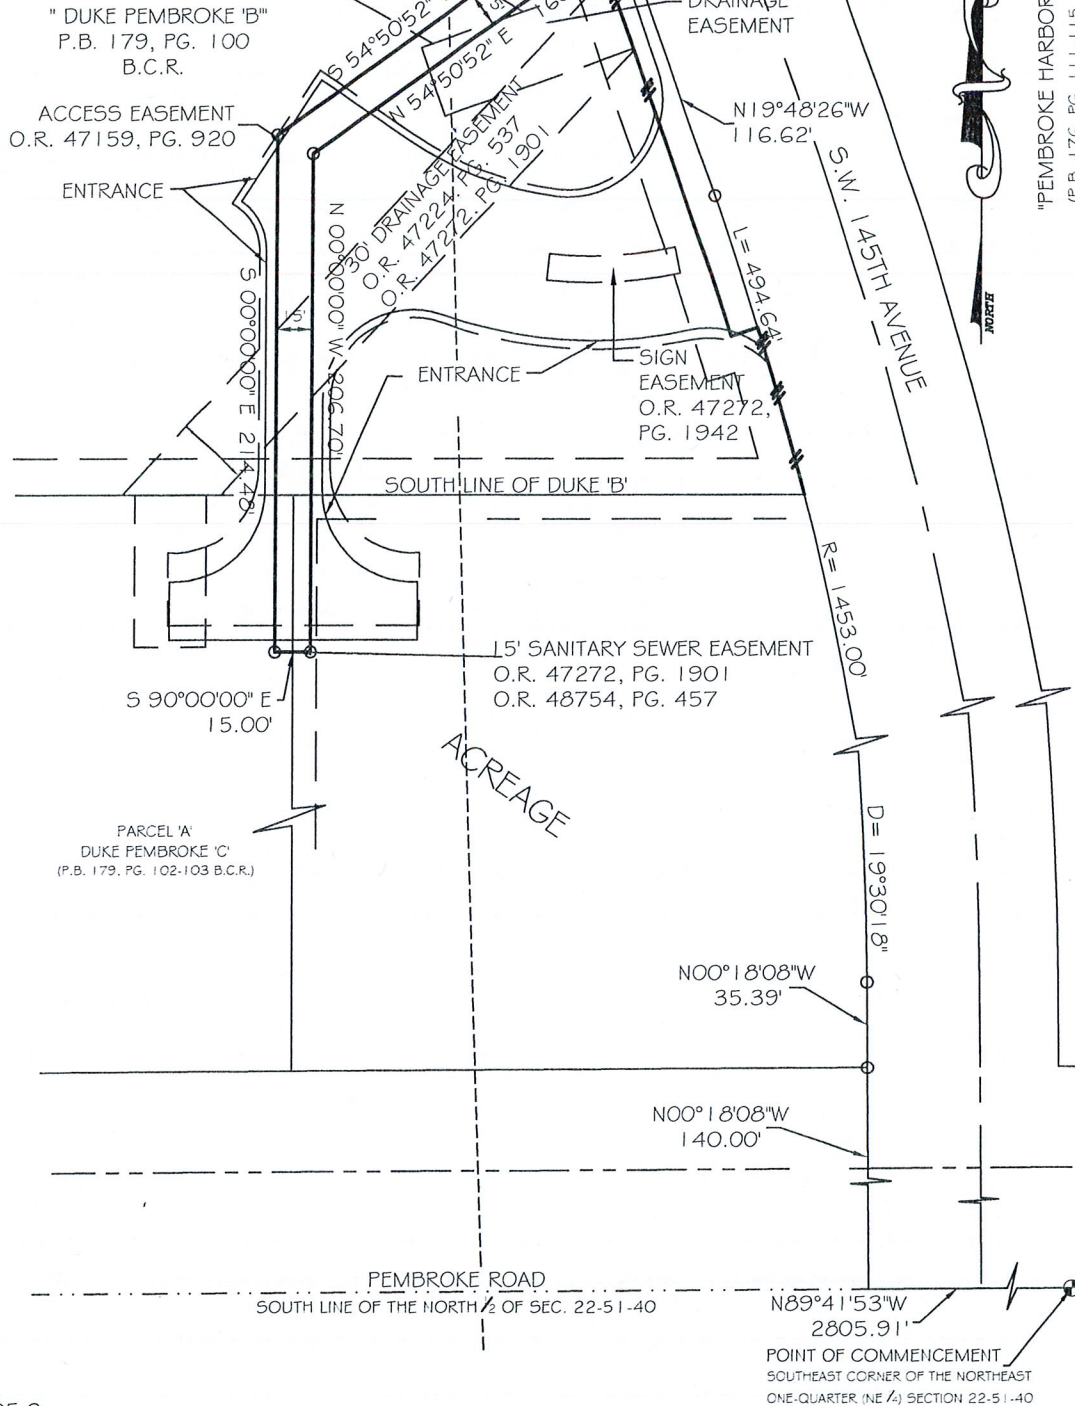 " DUKE PEMBROKE 'B'"
P.B. 179, PG. 100
B.C.R.
S 54°50'52"
N 54°50'52" E
DRAINAGE
EASEMENT
ACCESS EASEMENT
O.R. 47159, PG. 920
N19°48'26"W
116.62'
"PEMBROKE HARBOR
ENTRANCE
30' DRAINAGE EASEMENT
O.R. 47224, PG. 537
O.R. 47272, PG. 1901
S.W. 145TH AVENUE
L= 494.64'
NORTH
S 00°00'00" E 214.48'
15'
N 00°00'00" W 206.70'
ENTRANCE
SIGN
EASEMENT
O.R. 47272,
PG. 1942
SOUTH LINE OF DUKE 'B'
R= 1453.00'
15' SANITARY SEWER EASEMENT
O.R. 47272, PG. 1901
O.R. 48754, PG. 457
S 90°00'00" E
15.00'
ACREAGE
PARCEL 'A'
DUKE PEMBROKE 'C'
(P.B. 179. PG. 102-103 B.C.R.)
D= 19°30'18"
N00°18'08"W
35.39'
N00°18'08"W
140.00'
PEMBROKE ROAD
SOUTH LINE OF THE NORTH 1/2 OF SEC. 22-51-40
N89°41'53"W
2805.91'
POINT OF COMMENCEMENT
SOUTHEAST CORNER OF THE NORTHEAST
ONE-QUARTER (NE 1/4) SECTION 22-51-40